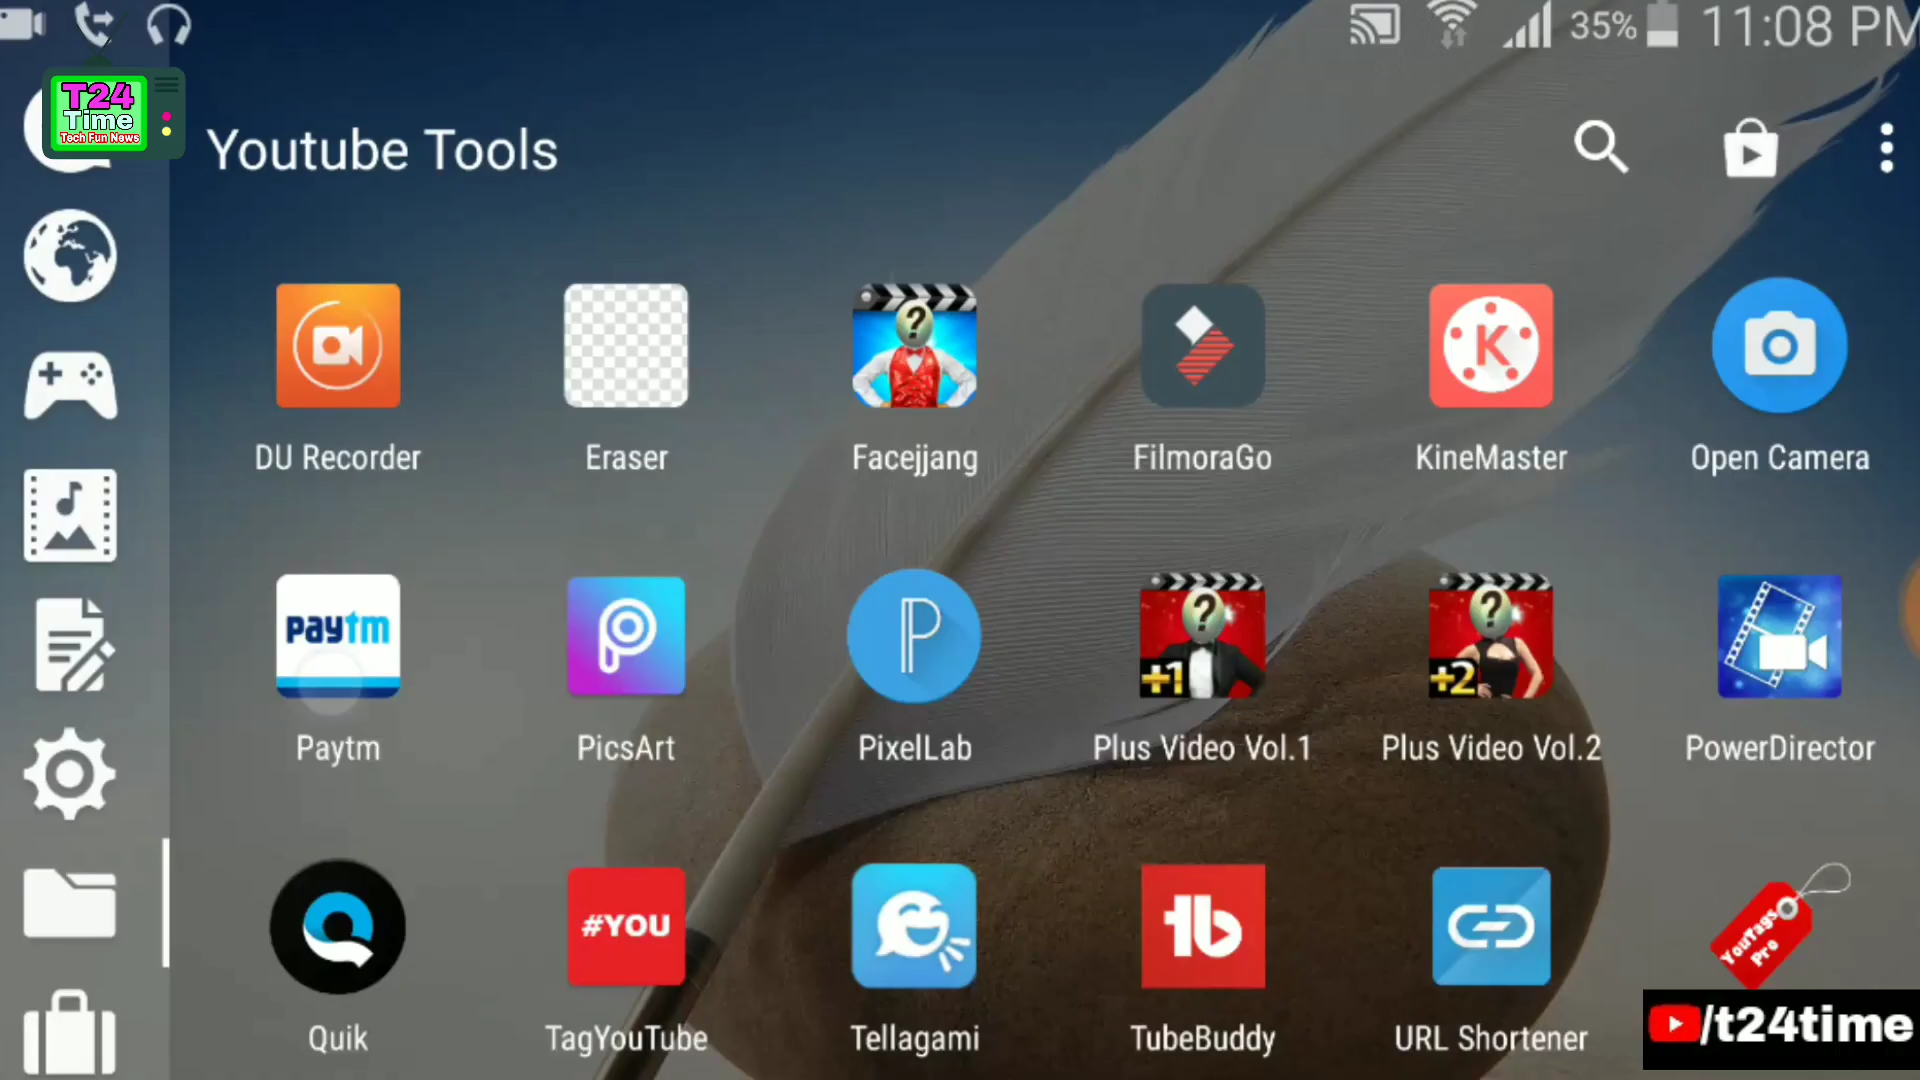 35% 11:08 PM
T24
Time
Tech Fun News
Youtube Tools
DU Recorder
Eraser
Facejjang
FilmoraGo
KineMaster
Open Camera
paytm
+1
+2
Paytm
PicsArt
PixelLab
Plus Video Vol.1
Plus Video Vol.2
PowerDirector
#YOU
YouTags
Pro
Quik
TagYouTube
Tellagami
TubeBuddy
URL Shortener
/t24time